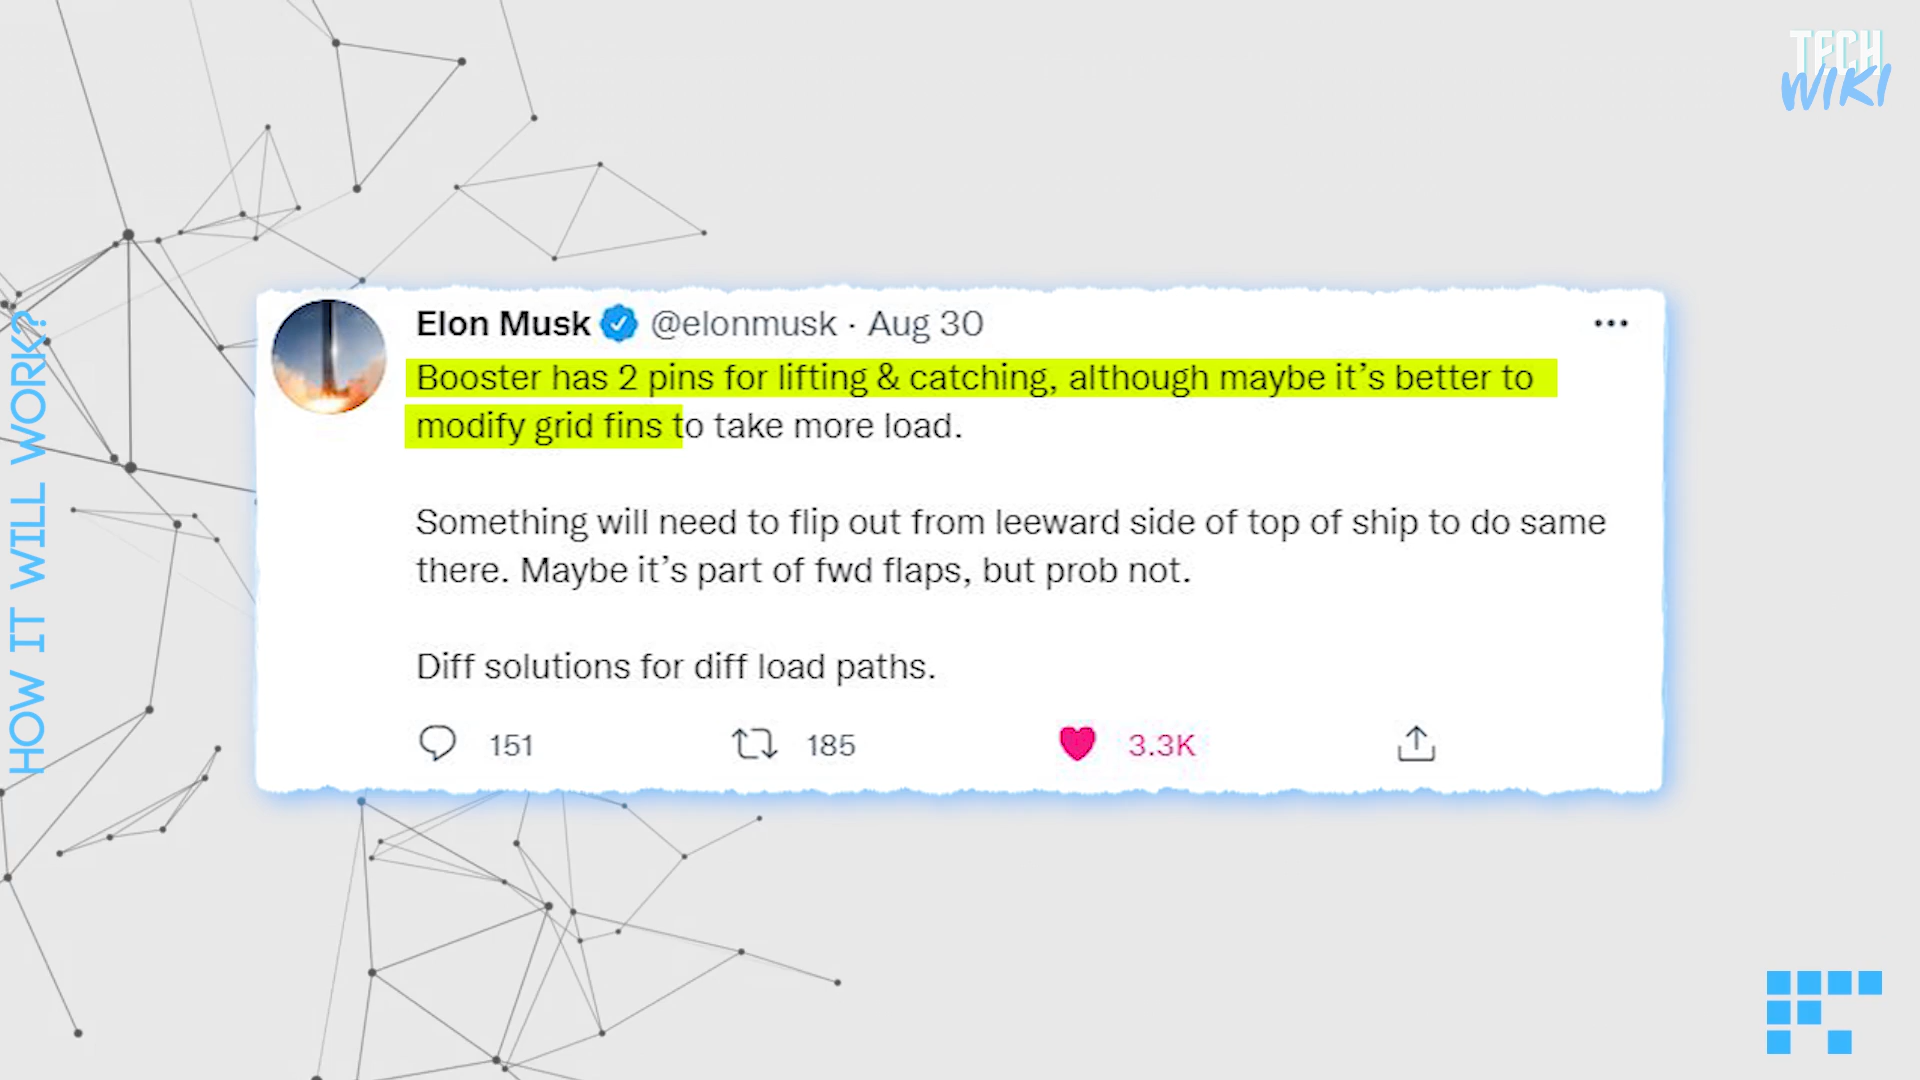 TECH
WIKI
HOW IT WILL WORK?
Elon Musk @elonmusk · Aug 30
Booster has 2 pins for lifting & catching, although maybe it’s better to
modify grid fins to take more load.
Something will need to flip out from leeward side of top of ship to do same
there. Maybe it’s part of fwd flaps, but prob not.
Diff solutions for diff load paths.
151 185 3.3K